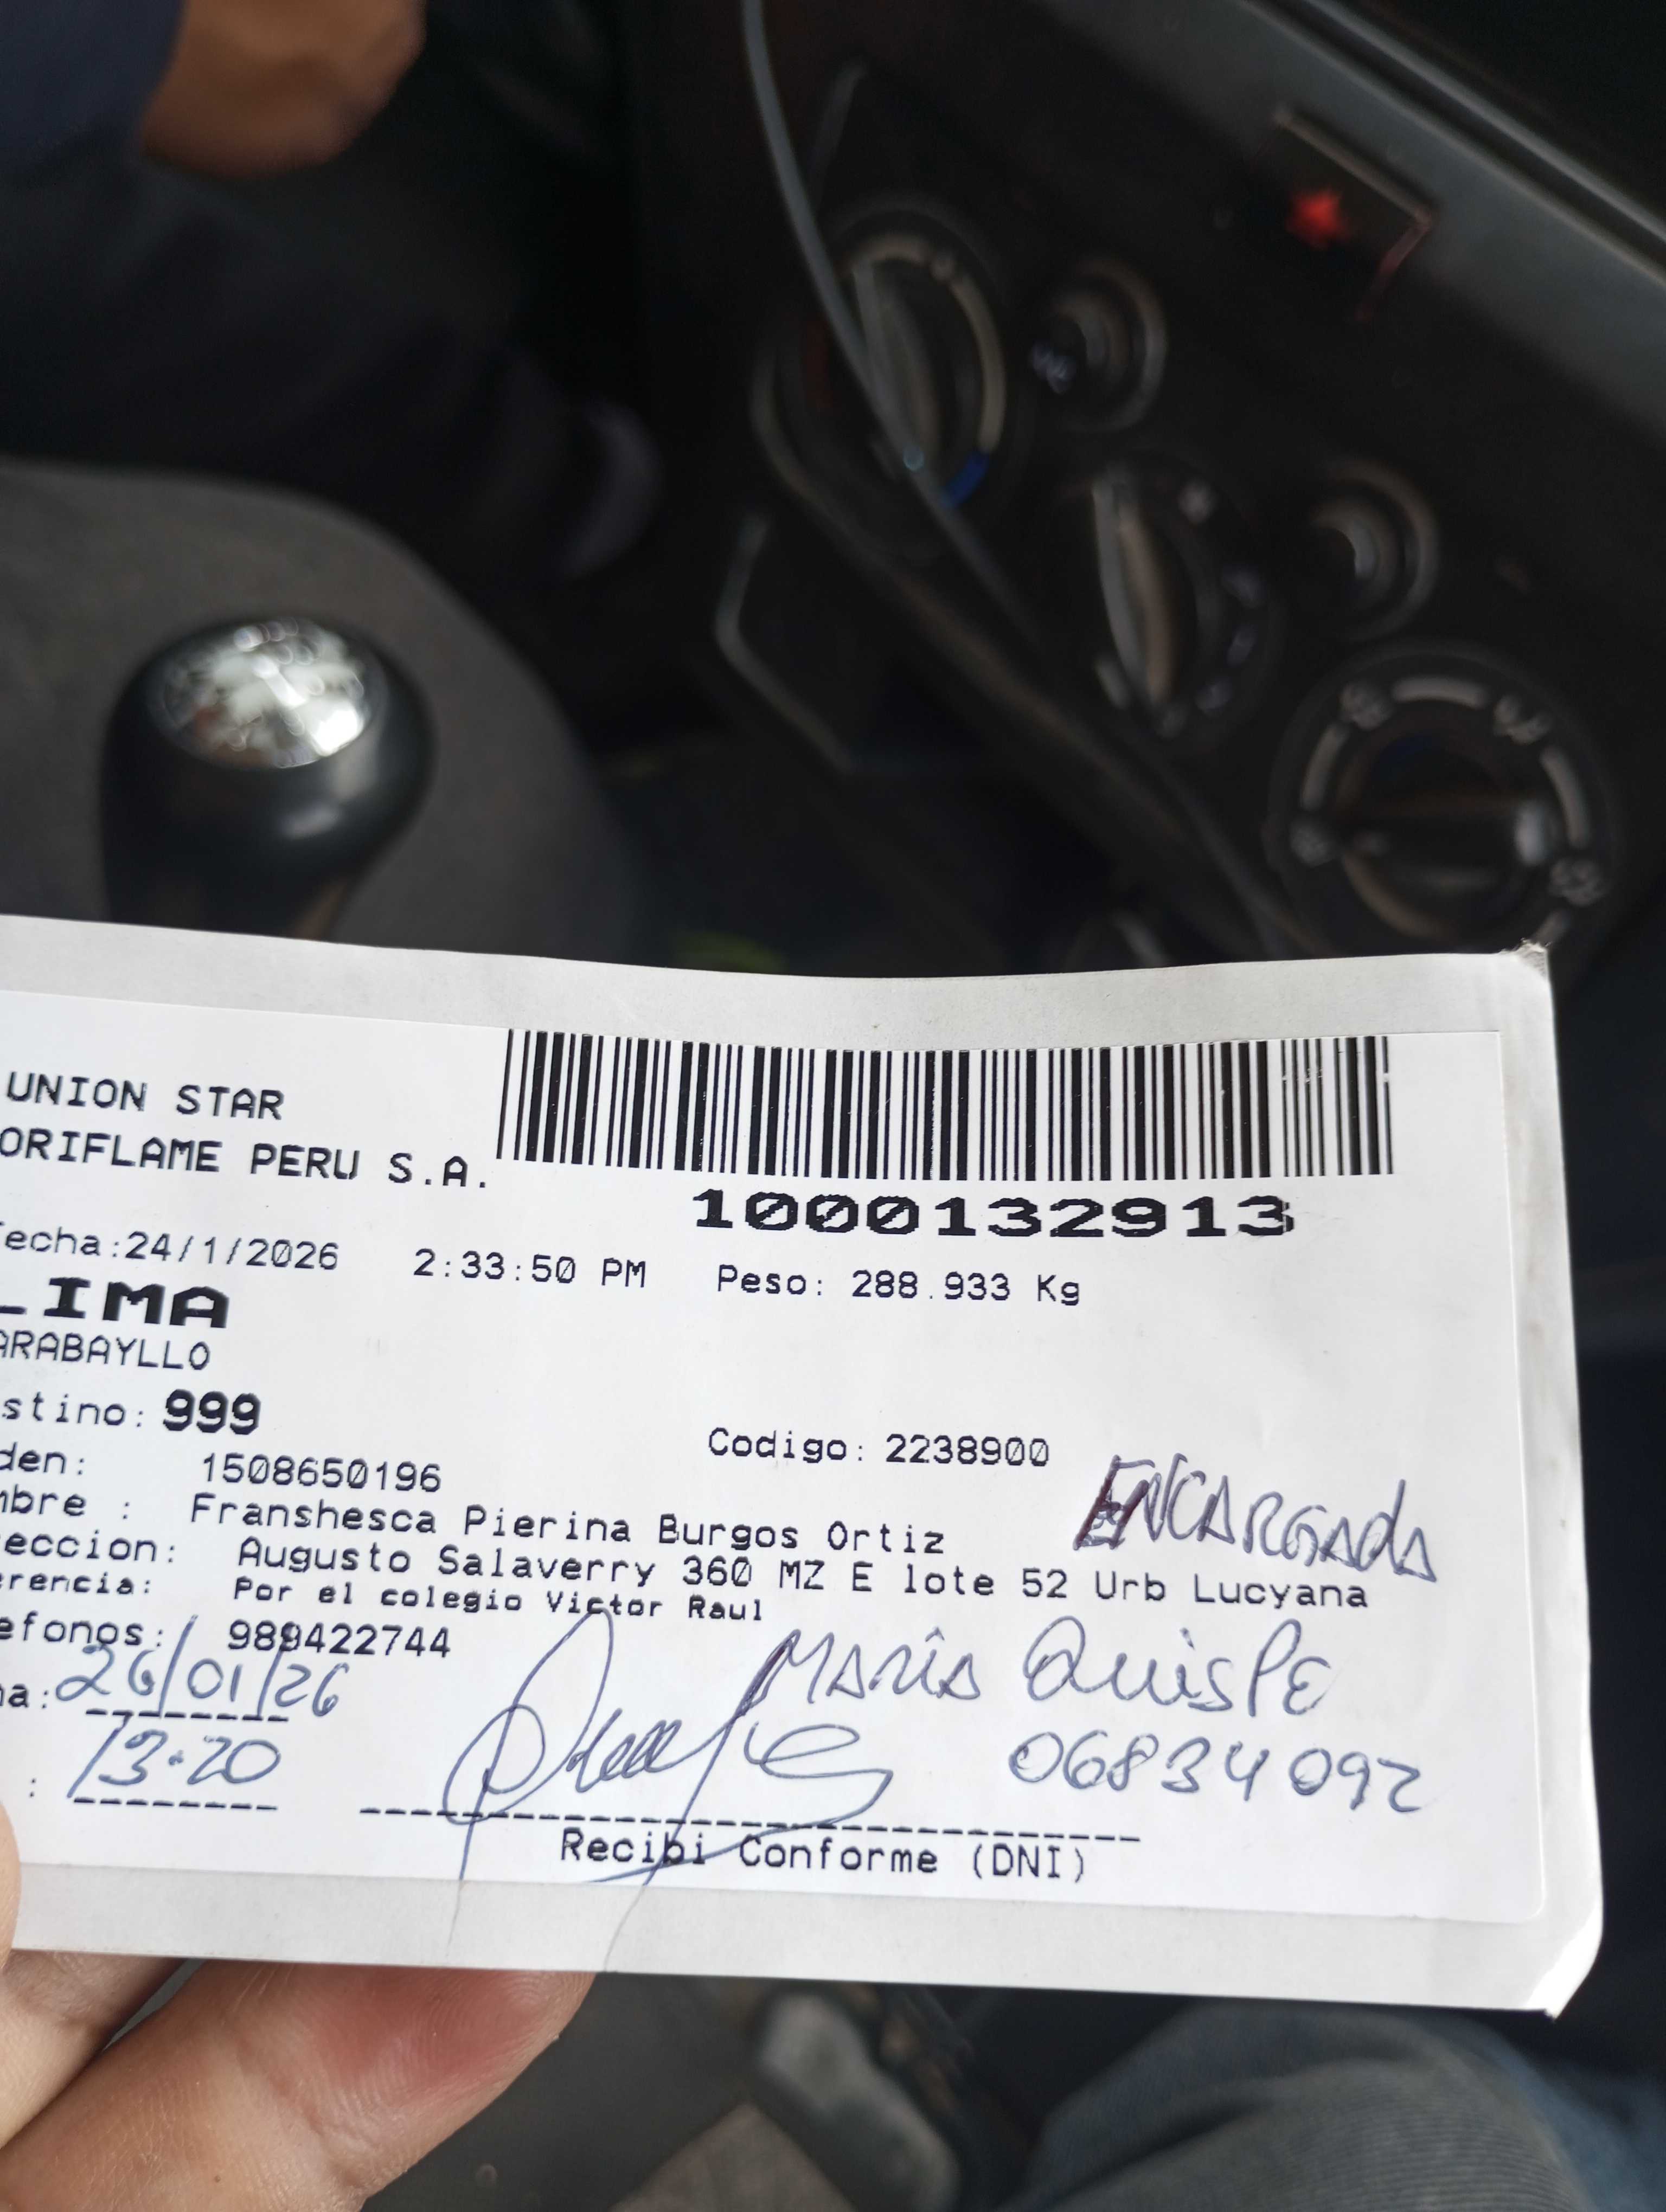 UNION STAR
ORIFLAME PERU S.A.
1000132913
Fecha:24/1/2026 2:33:50 PM Peso: 288.933 Kg
LIMA
ARABAYLLO
stino: 999
den: 1508650196 Codigo: 2238900
mbre : Franshesca Pierina Burgos Ortiz ENCARGAdA
eccion: Augusto Salaverry 360 MZ E lote 52 Urb Lucyana
erencia: Por el colegio Victor Raul
efonos: 989422744
na: 26/01/26 MARIA QuisPE
: 13.20 06834092
Recibi Conforme (DNI)